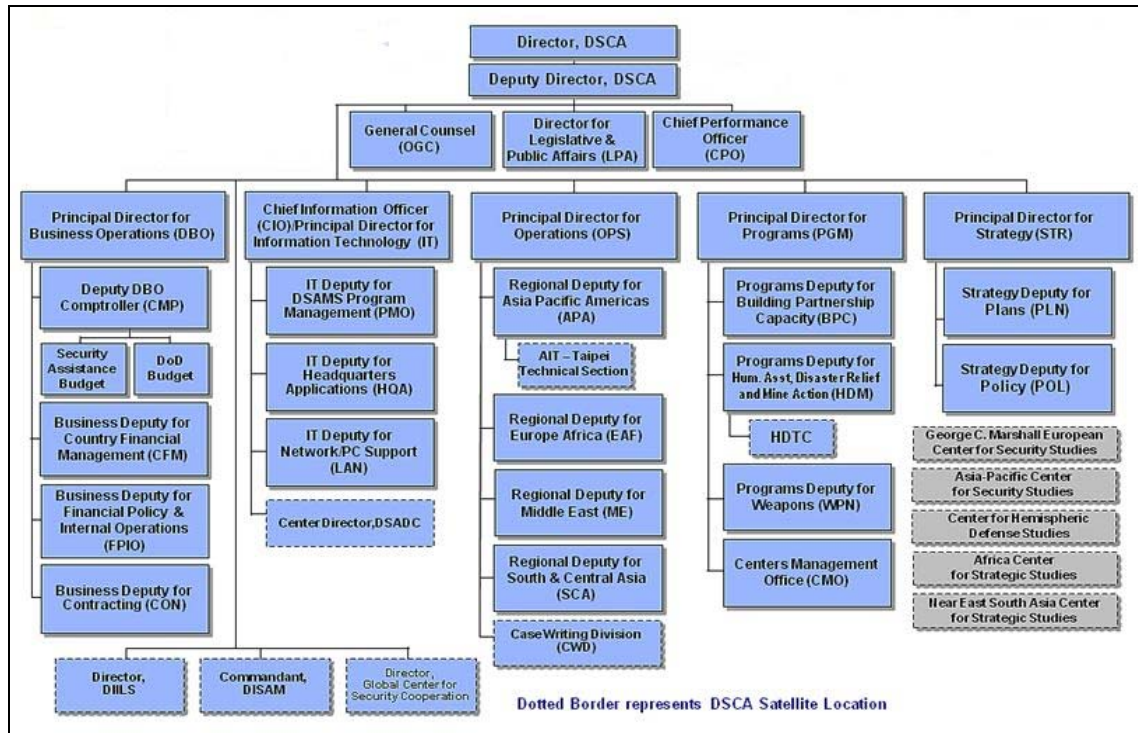 Director, DSCA
Deputy Director, DSCA
General Counsel
(OGC)
Director for
Legislative &
Public Affairs (LPA)
Chief Performance
Officer
(CPO)
Principal Director for
Business Operations (DBO)
Deputy DBO
Comptroller (CMP)
Security
Assistance
Budget
DoD
Budget
Business Deputy for
Country Financial
Management (CFM)
Business Deputy for
Financial Policy &
Internal Operations
(FPIO)
Business Deputy for
Contracting (CON)
Chief Information Officer
(CIO)/Principal Director for
Information Technology (IT)
IT Deputy for
DSAMS Program
Management (PMO)
IT Deputy for
Headquarters
Applications (HQA)
IT Deputy for
Network/PC Support
(LAN)
Center Director,DSADC
Principal Director for
Operations (OPS)
Regional Deputy for
Asia Pacific Americas
(APA)
AIT – Taipei
Technical Section
Regional Deputy for
Europe Africa (EAF)
Regional Deputy for
Middle East (ME)
Regional Deputy for
South & Central Asia
(SCA)
Case Writing Division
(CWD)
Principal Director for
Programs (PGM)
Programs Deputy for
Building Partnership
Capacity (BPC)
Programs Deputy for
Hum. Asst, Disaster Relief
and Mine Action (HDM)
HDTC
Programs Deputy for
Weapons (WPN)
Centers Management
Office (CMO)
Principal Director for
Strategy (STR)
Strategy Deputy for
Plans (PLN)
Strategy Deputy for
Policy (POL)
George C. Marshall European
Center for Security Studies
Asia-Pacific Center
for Security Studies
Center for Hemispheric
Defense Studies
Africa Center
for Strategic Studies
Near East South Asia Center
for Strategic Studies
Director,
DIILS
Commandant,
DISAM
Director,
Global Center for
Security Cooperation
Dotted Border represents DSCA Satellite Location